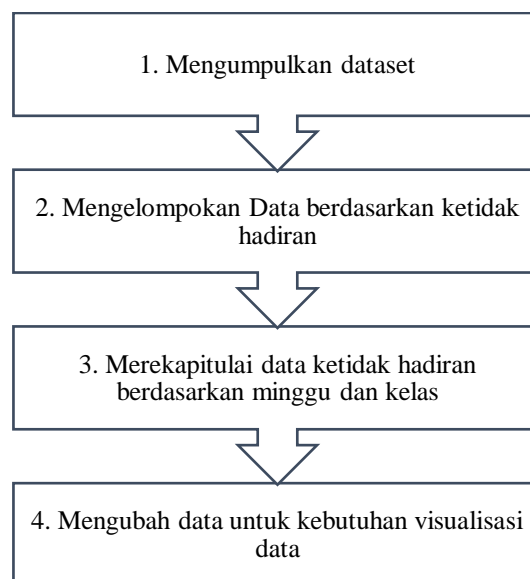 1. Mengumpulkan dataset
2. Mengelompokan Data berdasarkan ketidak
hadiran
3. Merekapitulai data ketidak hadiran
berdasarkan minggu dan kelas
4. Mengubah data untuk kebutuhan visualisasi
data